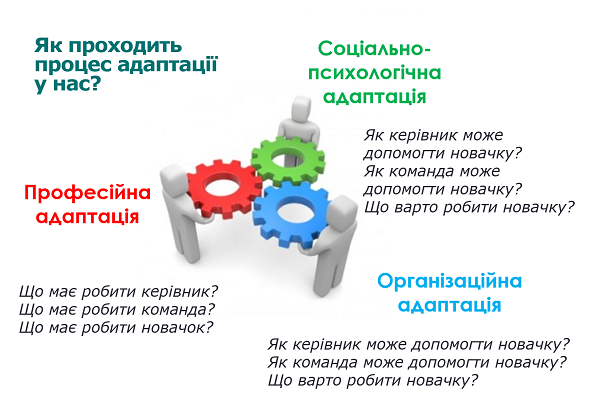 Як проходить
процес адаптації
у нас?
Соціально-
психологічна
адаптація
Як керівник може
допомогти новачку?
Як команда може
допомогти новачку?
Що варто робити новачку?
Професійна
адаптація
Що має робити керівник?
Що має робити команда?
Що має робити новачок?
Організаційна
адаптація
Як керівник може допомогти новачку?
Як команда може допомогти новачку?
Що варто робити новачку?